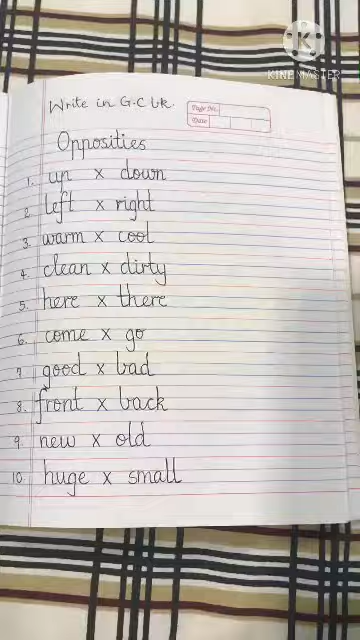 KINEMASTER
Write in G.C bk.
Page No.
Date
Opposities
1. up x down
2. left x right
3. warm x cool
4. clean x dirty
5. here x there
6. come x go
7. good x bad
8. front x back
9. new x old
10. huge x small